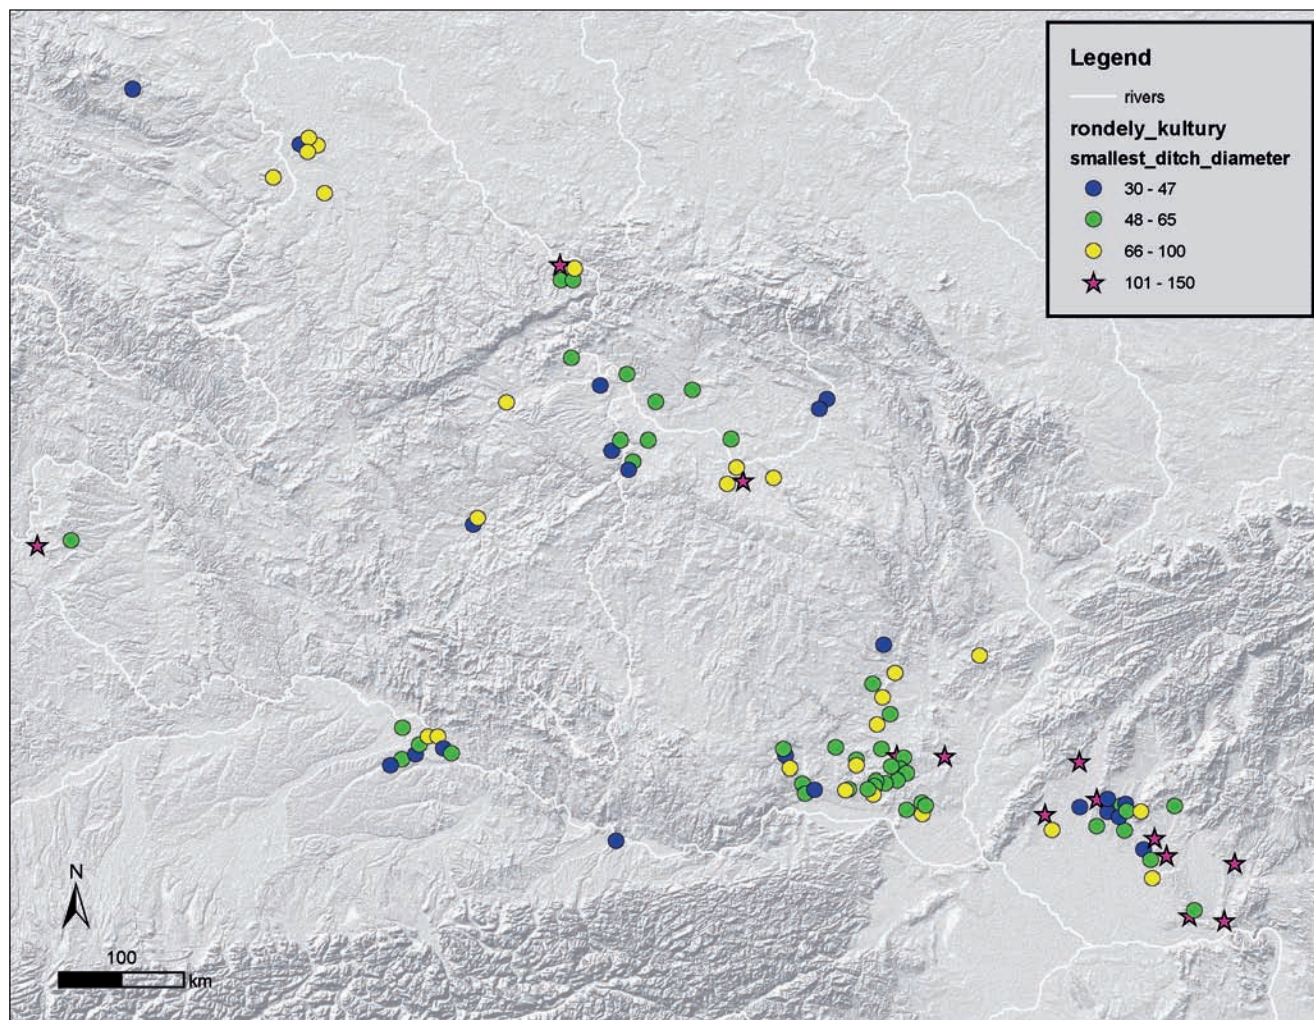 Legend
rivers
rondely_kultury
smallest_ditch_diameter
30 - 47
48 - 65
66 - 100
101 - 150
N
100
km